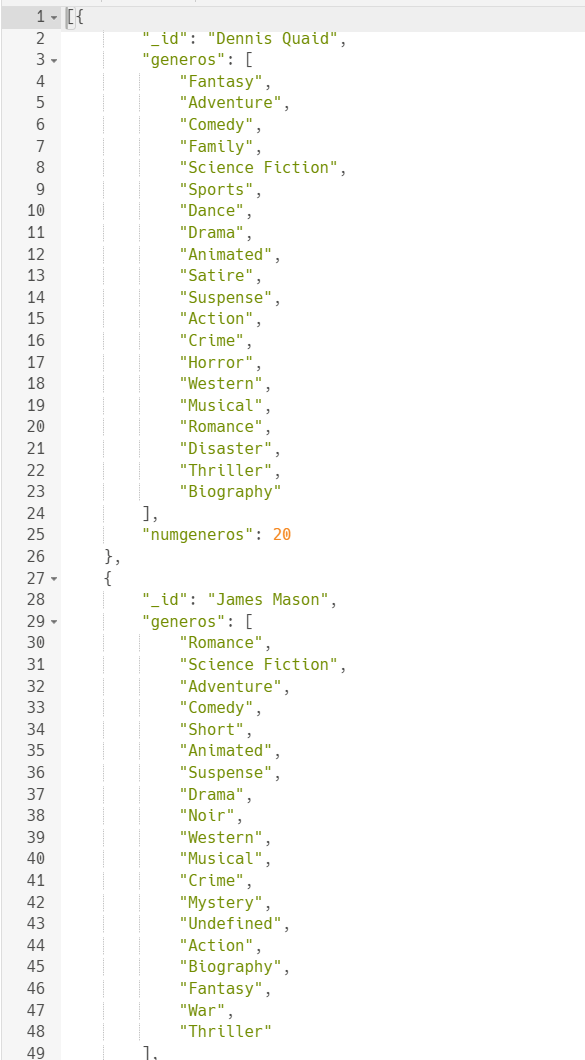 1 [{
2 "_id": "Dennis Quaid",
3 "generos": [
4 "Fantasy",
5 "Adventure",
6 "Comedy",
7 "Family",
8 "Science Fiction",
9 "Sports",
10 "Dance",
11 "Drama",
12 "Animated",
13 "Satire",
14 "Suspense",
15 "Action",
16 "Crime",
17 "Horror",
18 "Western",
19 "Musical",
20 "Romance",
21 "Disaster",
22 "Thriller",
23 "Biography"
24 ],
25 "numgeneros": 20
26 },
27 {
28 "_id": "James Mason",
29 "generos": [
30 "Romance",
31 "Science Fiction",
32 "Adventure",
33 "Comedy",
34 "Short",
35 "Animated",
36 "Suspense",
37 "Drama",
38 "Noir",
39 "Western",
40 "Musical",
41 "Crime",
42 "Mystery",
43 "Undefined",
44 "Action",
45 "Biography",
46 "Fantasy",
47 "War",
48 "Thriller"
49 ],